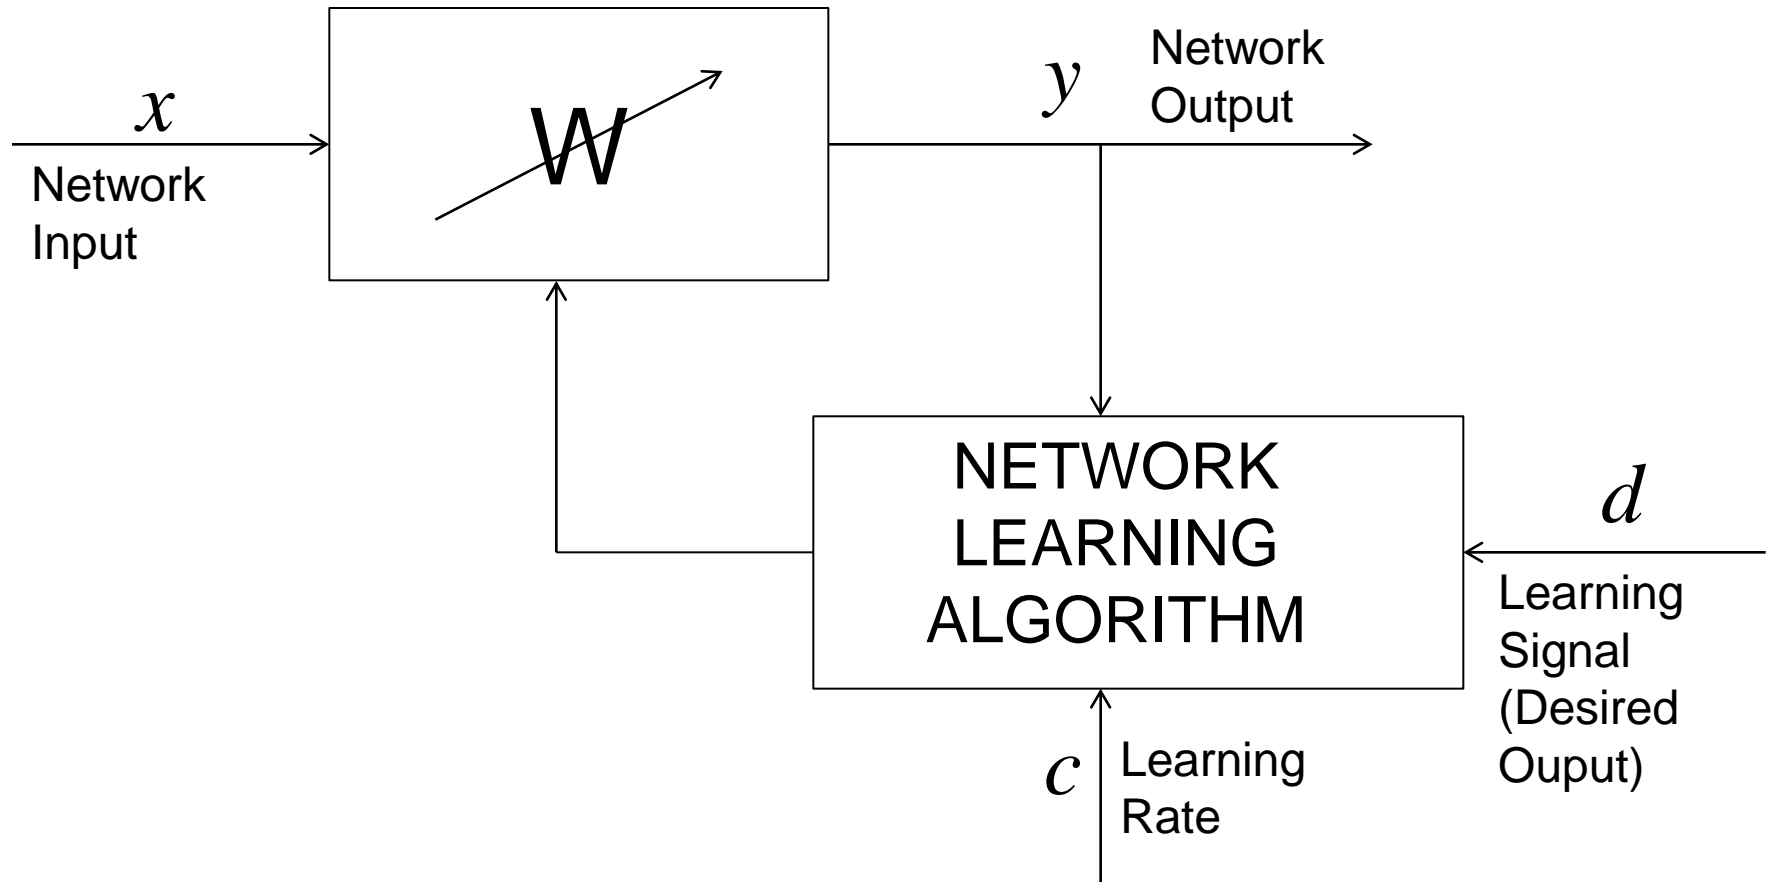 x
Network
Input
W
y
Network
Output
NETWORK
LEARNING
ALGORITHM
d
Learning
Signal
(Desired
Ouput)
c
Learning
Rate